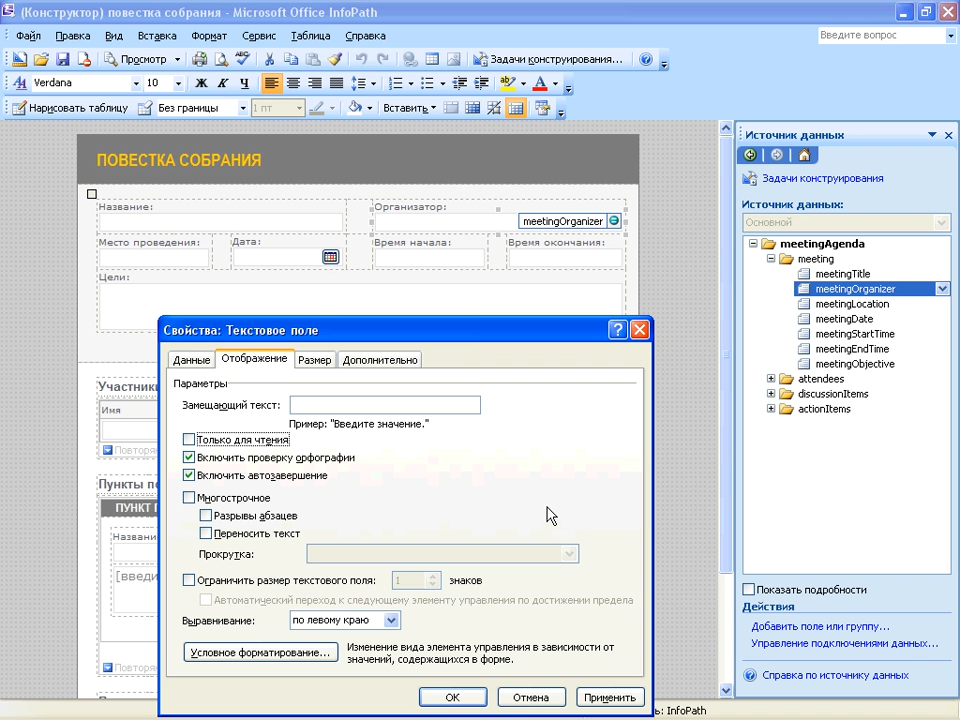 (Конструктор) повестка собрания - Microsoft Office InfoPath
Файл Правка Вид Вставка Формат Сервис Таблица Справка
Введите вопрос
Просмотр Задачи конструирования...
Verdana 10 Ж К Ч
Нарисовать таблицу Без границы 1 пт Вставить
ПОВЕСТКА СОБРАНИЯ
Название: Организатор:
meetingOrganizer
Место проведения: Дата: Время начала: Время окончания:
Цели:
Участники
Имя
Повторя
Пункты по
ПУНКТ
Названи
[введи
Повторя
Свойства: Текстовое поле
Данные Отображение Размер Дополнительно
Параметры
Замещающий текст:
Пример: "Введите значение."
Только для чтения
Включить проверку орфографии
Включить автозавершение
Многострочное
Разрывы абзацев
Переносить текст
Прокрутка:
Ограничить размер текстового поля: 1 знаков
Автоматический переход к следующему элементу управления по достижении предела
Выравнивание: по левому краю
Условное форматирование... Изменение вида элемента управления в зависимости от
значений, содержащихся в форме.
ОК Отмена Применить
Источник данных
Задачи конструирования
Источник данных:
Основной
meetingAgenda
meeting
meetingTitle
meetingOrganizer
meetingLocation
meetingDate
meetingStartTime
meetingEndTime
meetingObjective
attendees
discussionItems
actionItems
Показать подробности
Действия
Добавить поле или группу...
Управление подключениями данных...
Справка по источнику данных
ь: InfoPath